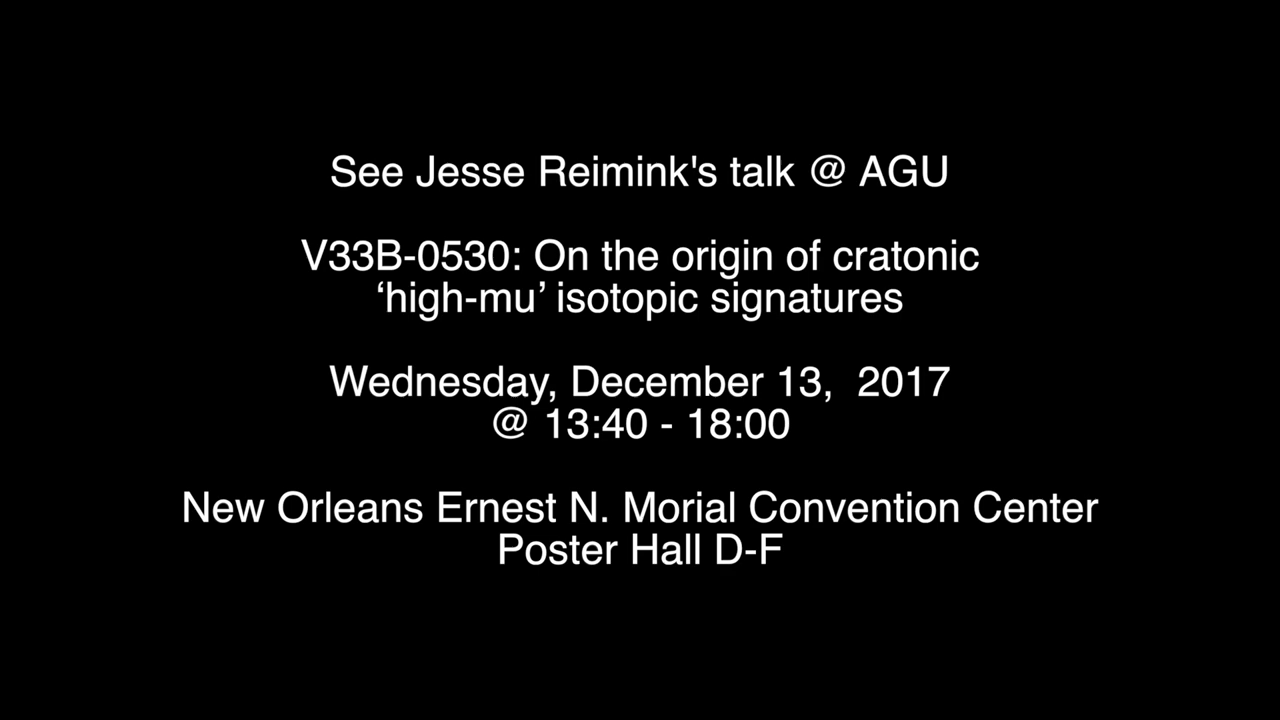 See Jesse Reimink's talk @ AGU
V33B-0530: On the origin of cratonic
‘high-mu’ isotopic signatures
Wednesday, December 13,  2017
@ 13:40 - 18:00
New Orleans Ernest N. Morial Convention Center
Poster Hall D-F